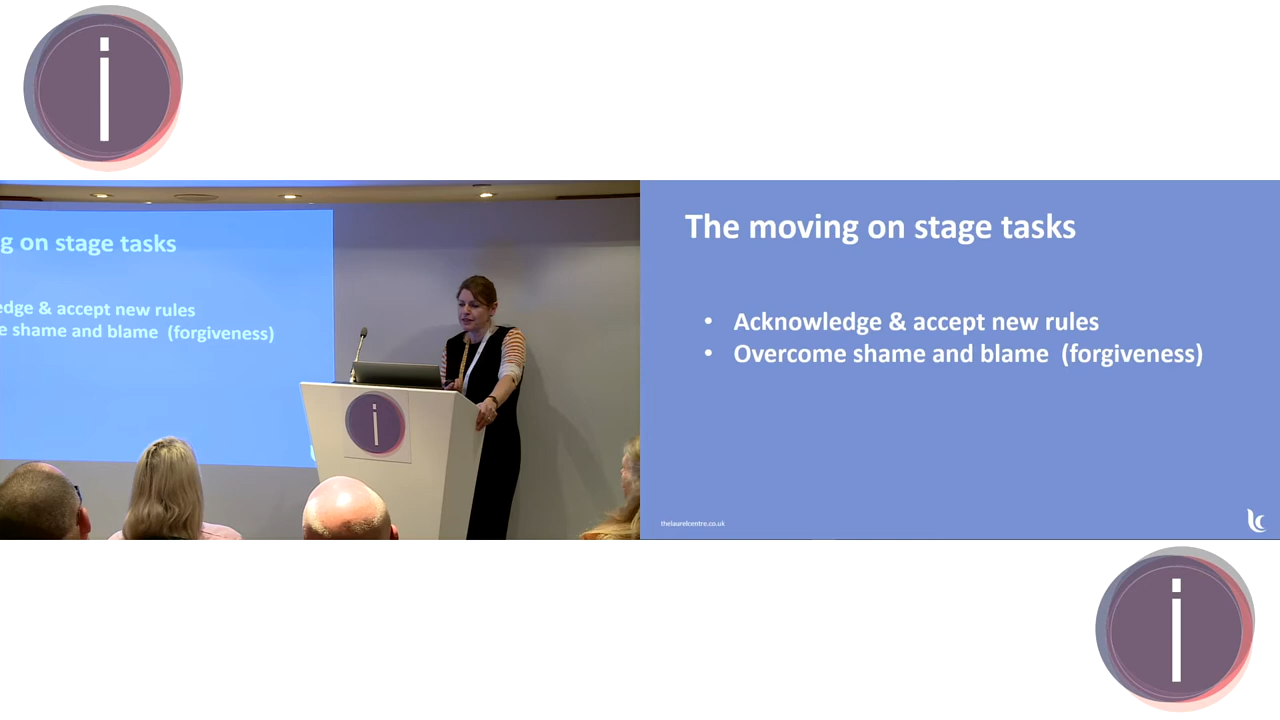 i
g on stage tasks
edge & accept new rules
e shame and blame (forgiveness)
i
The moving on stage tasks
• Acknowledge & accept new rules
• Overcome shame and blame (forgiveness)
thelaurelcentre.co.uk
lc
i